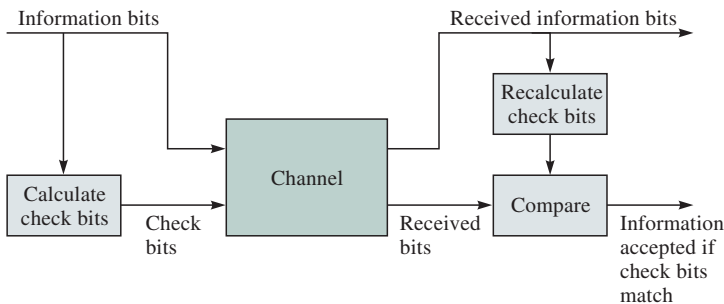 Information bits
Received information bits
Recalculate
check bits
Channel
Calculate
check bits
Check
bits
Received
bits
Compare
Information
accepted if
check bits
match